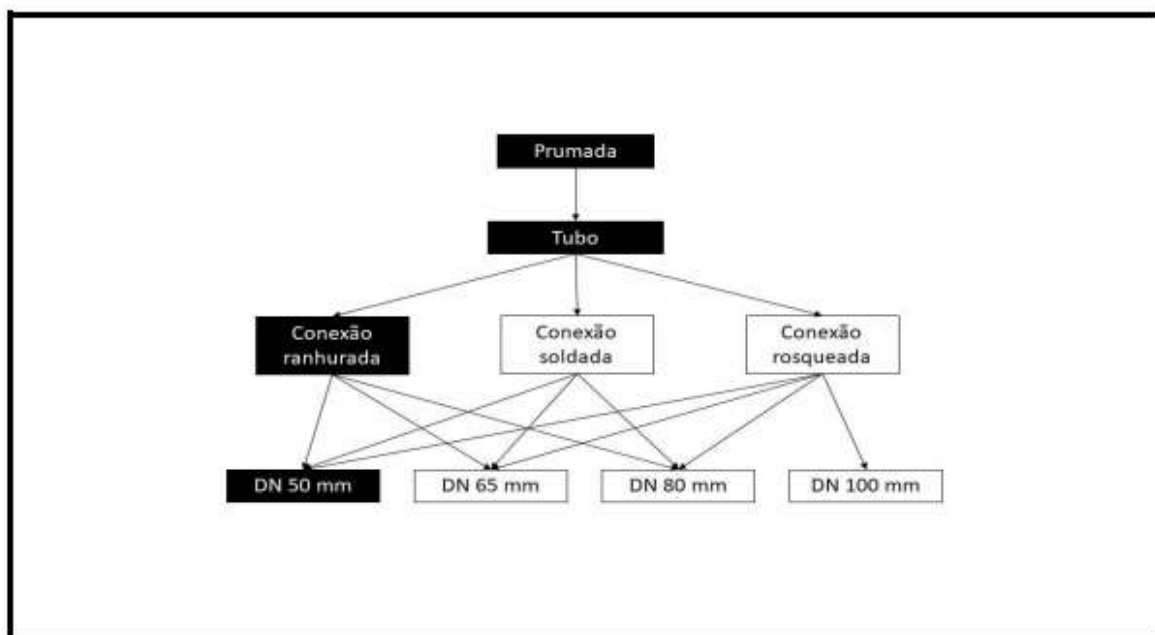 Prumada
Tubo
Conexão
ranhurada
Conexão
soldada
Conexão
rosqueada
DN 50 mm
DN 65 mm
DN 80 mm
DN 100 mm